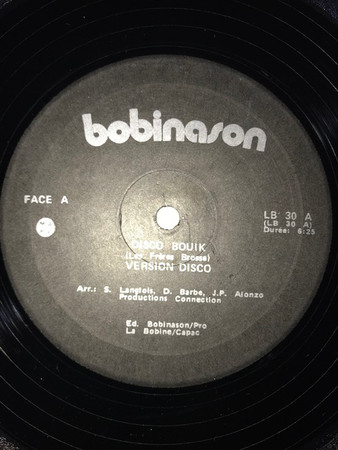 bobinason
FACE A
LB 30 A
(LB 30 A)
Durée: 6:25
DISCO BOUIK
(Les Frères Brosse)
VERSION DISCO
Arr.: S. Langlois, D. Barbe, J.P. Alonzo
Productions Connection
Ed. Bobinason/Pro
La Bobine/Capac